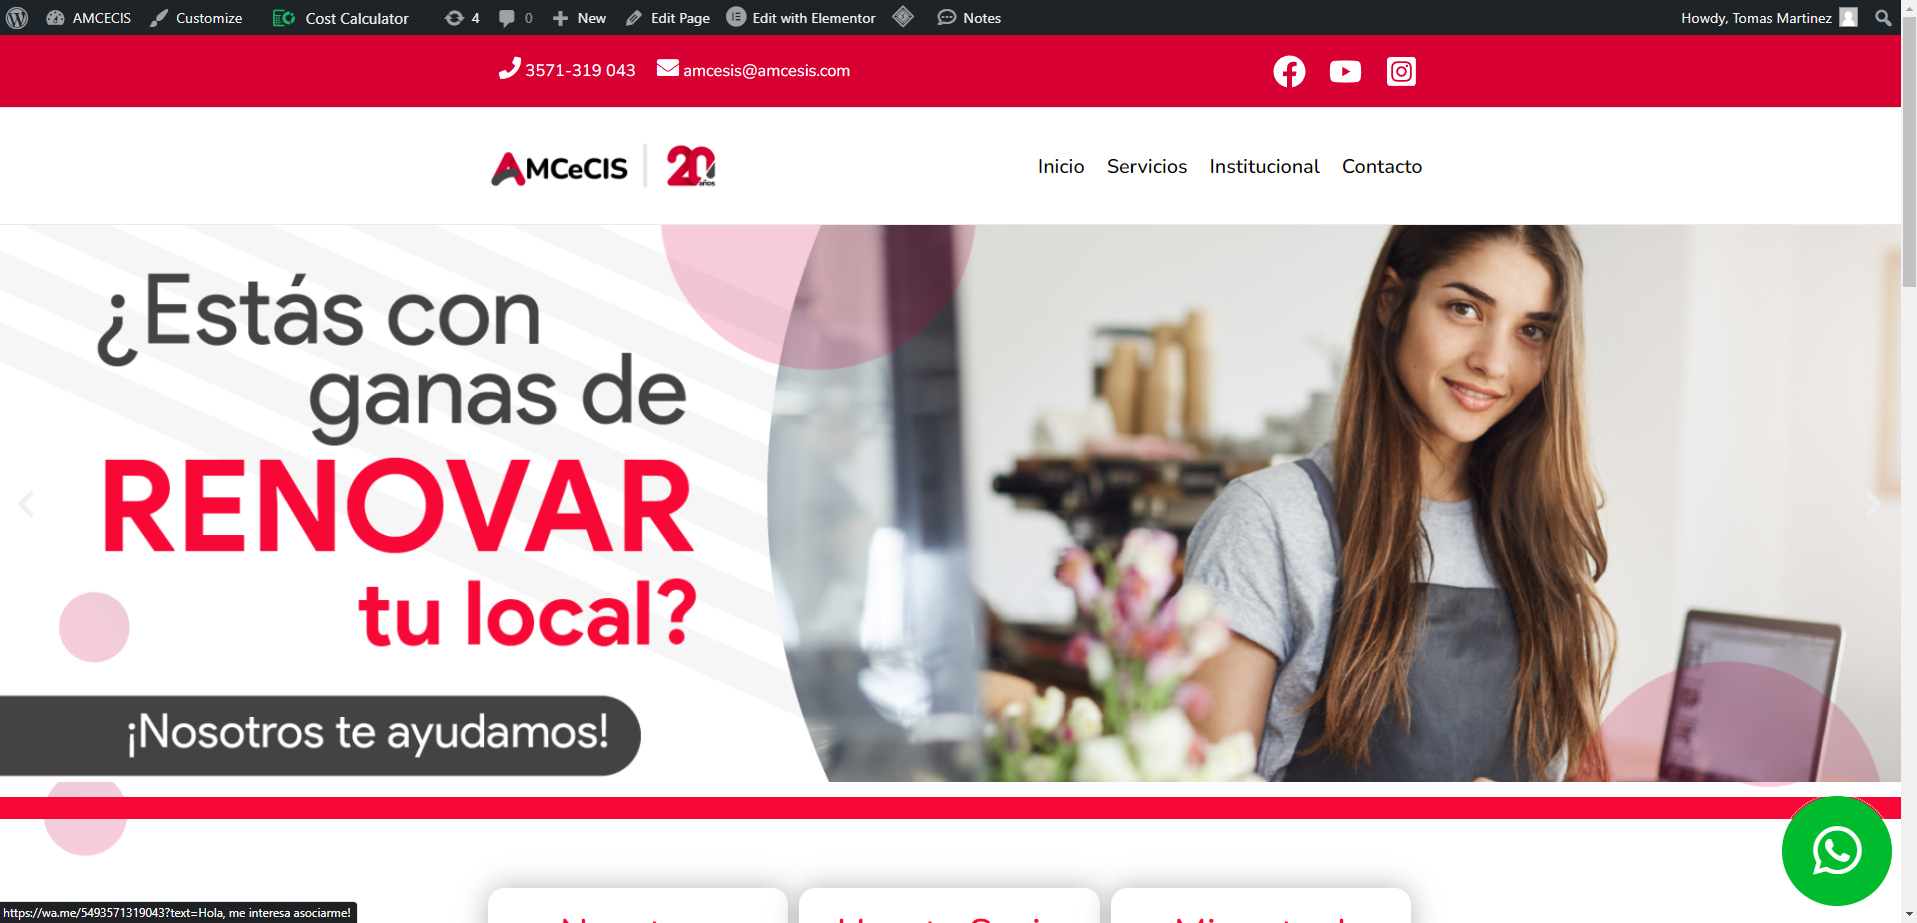 AMCECIS Customize Cost Calculator 4 0 New Edit Page Edit with Elementor Notes Howdy, Tomas Martinez
3571-319 043 amcesis@amcesis.com
AMCeCIS 20 años
Inicio Servicios Institucional Contacto
¿Estás con
ganas de
RENOVAR
tu local?
¡Nosotros te ayudamos!
https://wa.me/5493571319043?text=Hola, me interesa asociarme!